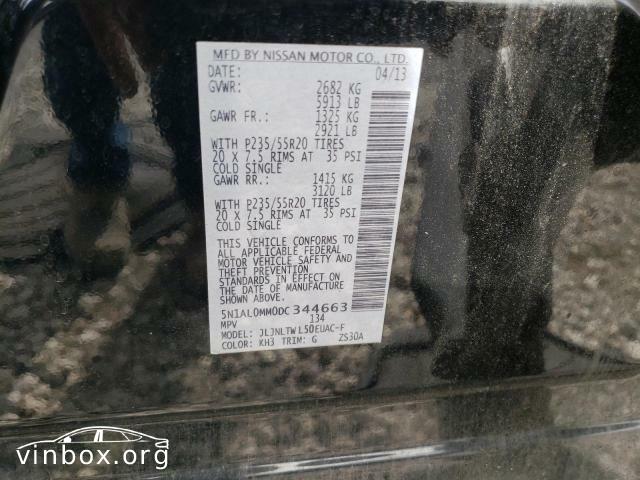 MFD BY NISSAN MOTOR CO., LTD.
DATE: 04/13
GVWR: 2682 KG
5913 LB
GAWR FR.: 1325 KG
2921 LB
WITH P235/55R20 TIRES
20 X 7.5 RIMS AT 35 PSI
COLD SINGLE
GAWR RR.: 1415 KG
3120 LB
WITH P235/55R20 TIRES
20 X 7.5 RIMS AT 35 PSI
COLD SINGLE
THIS VEHICLE CONFORMS TO
ALL APPLICABLE FEDERAL
MOTOR VEHICLE SAFETY AND
THEFT PREVENTION
STANDARDS IN EFFECT ON
THE DATE OF MANUFACTURE
SHOWN ABOVE.
5N1AL0MM0DC344663
MPV 134
MODEL: JLJNLTWL50EUAC-F
COLOR: KH3 TRIM: G ZS30A
vinbox.org